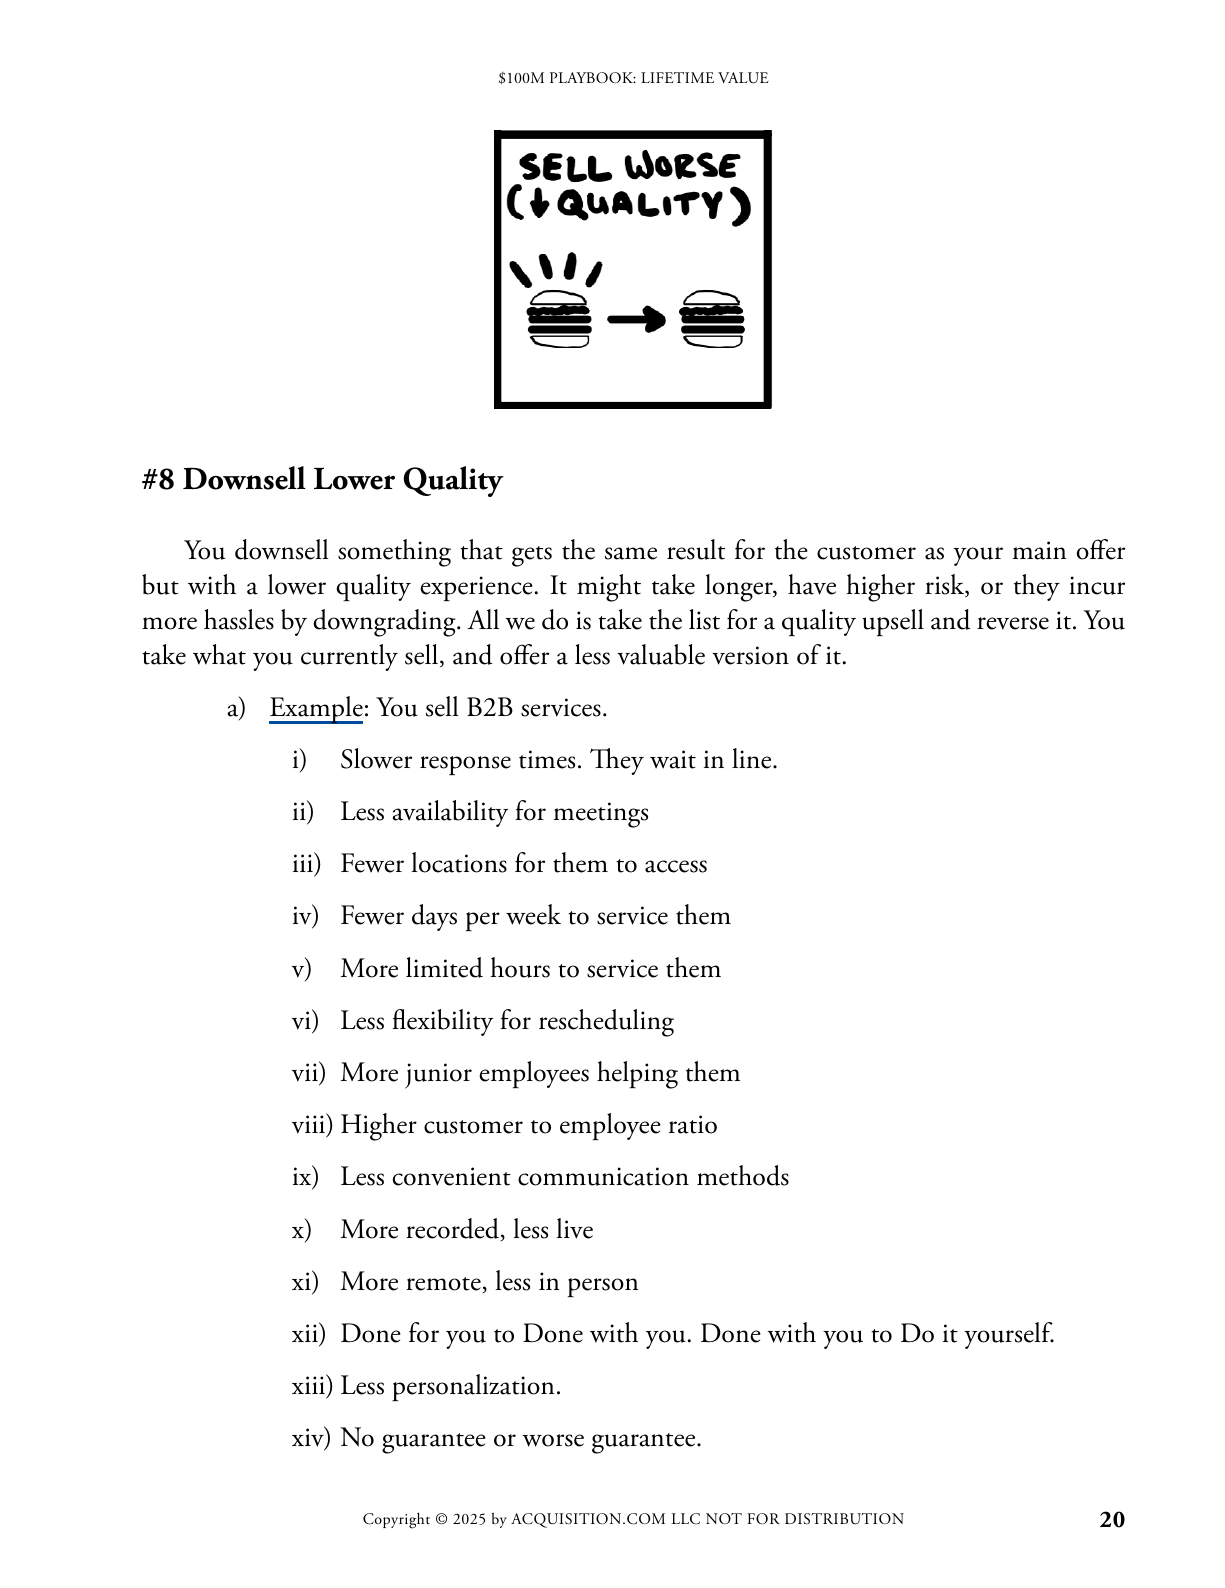 $100M PLAYBOOK: LIFETIME VALUE
SELL WORSE
(↓QUALITY)
#8 Downsell Lower Quality
You downsell something that gets the same result for the customer as your main offer
but with a lower quality experience. It might take longer, have higher risk, or they incur
more hassles by downgrading. All we do is take the list for a quality upsell and reverse it. You
take what you currently sell, and offer a less valuable version of it.
a) Example: You sell B2B services.
i) Slower response times. They wait in line.
ii) Less availability for meetings
iii) Fewer locations for them to access
iv) Fewer days per week to service them
v) More limited hours to service them
vi) Less flexibility for rescheduling
vii) More junior employees helping them
viii) Higher customer to employee ratio
ix) Less convenient communication methods
x) More recorded, less live
xi) More remote, less in person
xii) Done for you to Done with you. Done with you to Do it yourself.
xiii) Less personalization.
xiv) No guarantee or worse guarantee.
Copyright © 2025 by ACQUISITION.COM LLC NOT FOR DISTRIBUTION
20